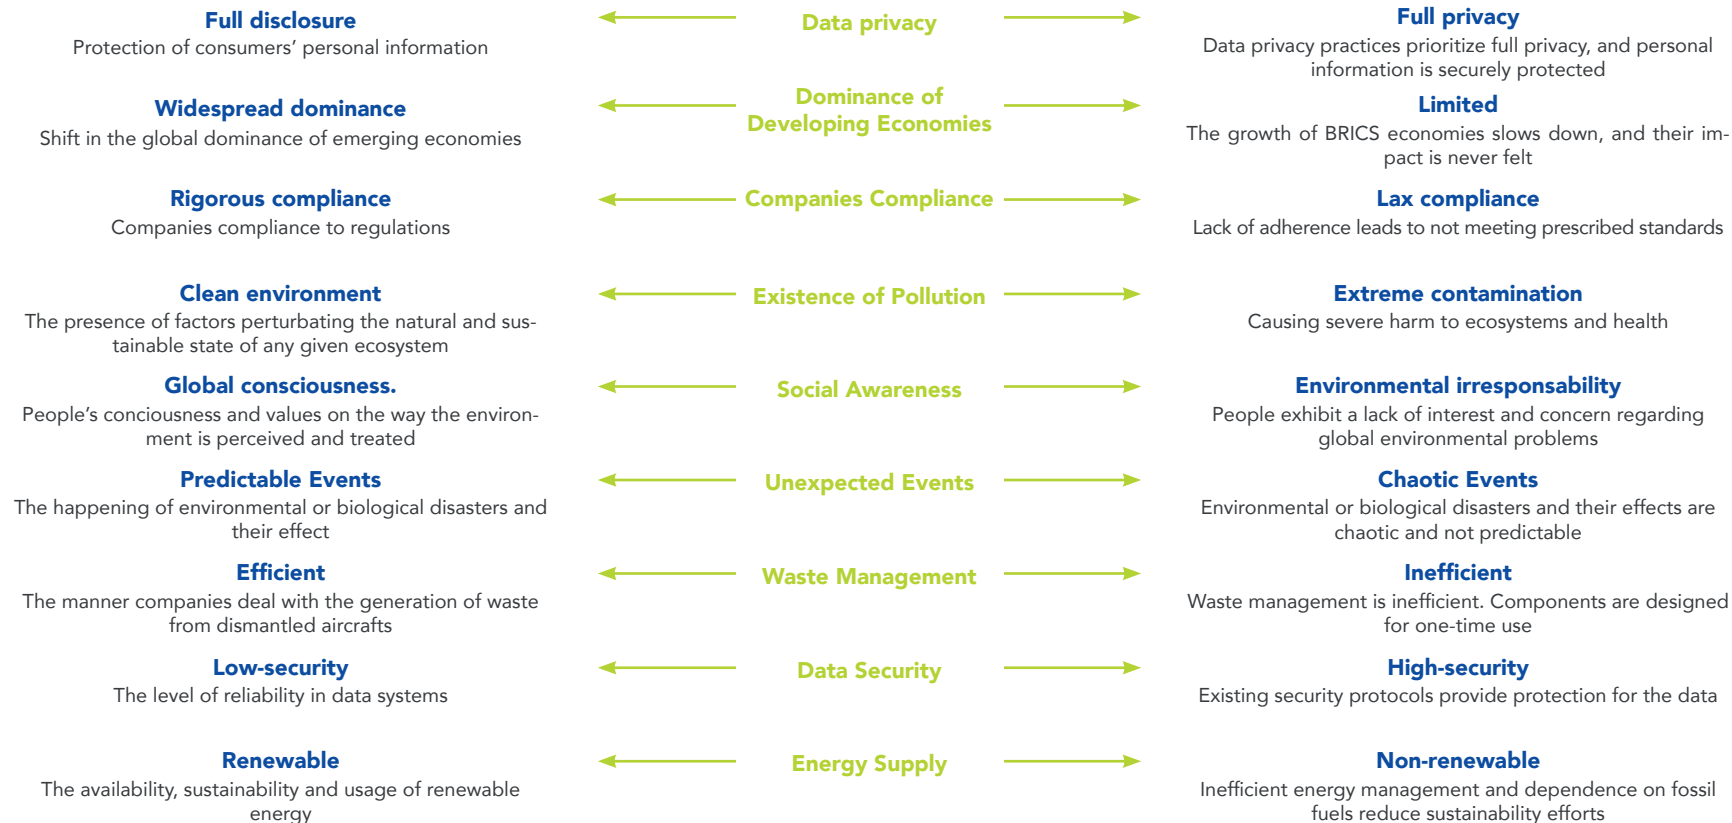 Full disclosure
Protection of consumers’ personal information
Data privacy
Full privacy
Data privacy practices prioritize full privacy, and personal
information is securely protected
Widespread dominance
Shift in the global dominance of emerging economies
Dominance of
Developing Economies
Limited
The growth of BRICS economies slows down, and their im-
pact is never felt
Rigorous compliance
Companies compliance to regulations
Companies Compliance
Lax compliance
Lack of adherence leads to not meeting prescribed standards
Clean environment
The presence of factors perturbating the natural and sus-
tainable state of any given ecosystem
Existence of Pollution
Extreme contamination
Causing severe harm to ecosystems and health
Global consciousness.
People’s conciousness and values on the way the environ-
ment is perceived and treated
Social Awareness
Environmental irresponsability
People exhibit a lack of interest and concern regarding
global environmental problems
Predictable Events
The happening of environmental or biological disasters and
their effect
Unexpected Events
Chaotic Events
Environmental or biological disasters and their effects are
chaotic and not predictable
Efficient
The manner companies deal with the generation of waste
from dismantled aircrafts
Waste Management
Inefficient
Waste management is inefficient. Components are designed
for one-time use
Low-security
The level of reliability in data systems
Data Security
High-security
Existing security protocols provide protection for the data
Renewable
The availability, sustainability and usage of renewable
energy
Energy Supply
Non-renewable
Inefficient energy management and dependence on fossil
fuels reduce sustainability efforts